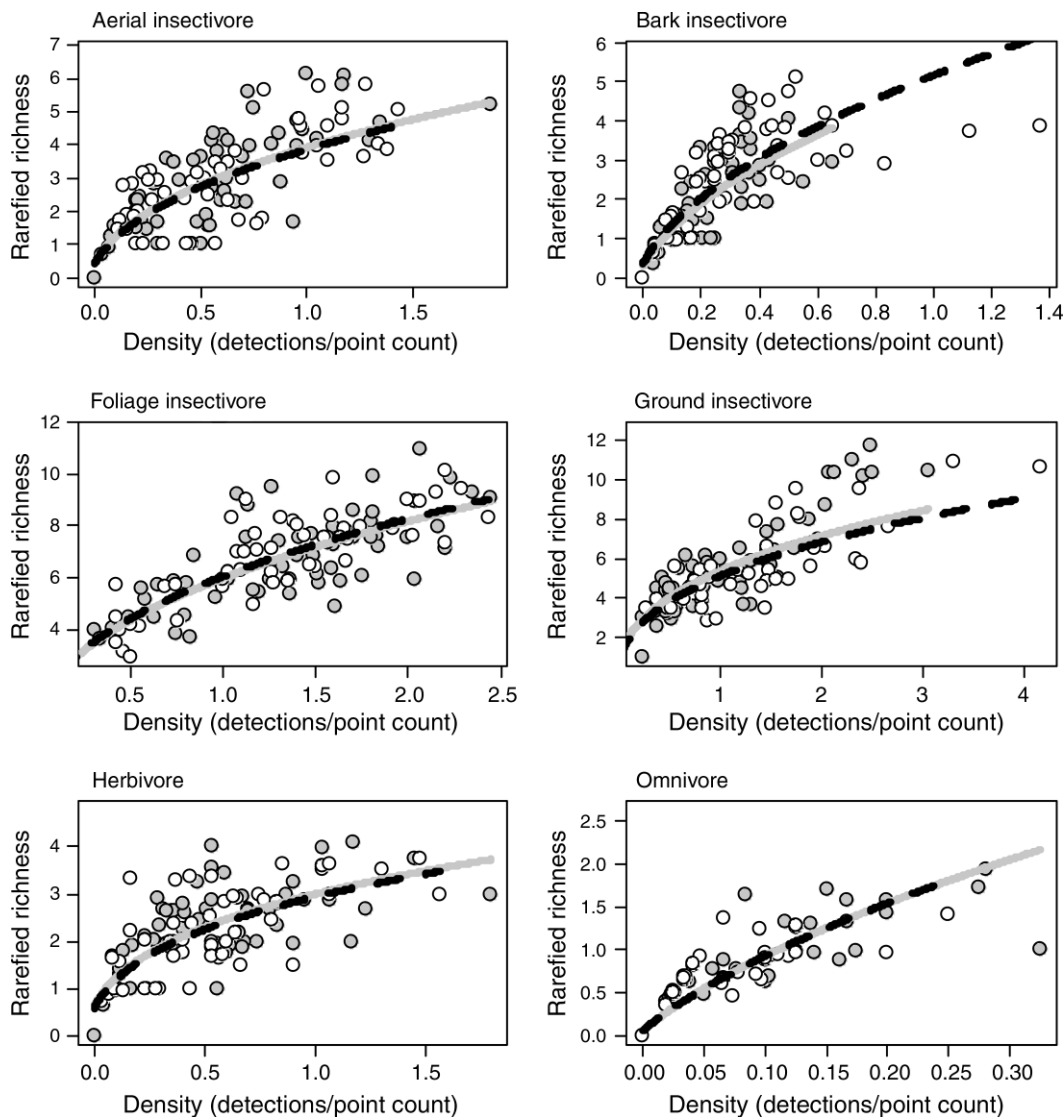 Aerial insectivore
Bark insectivore
Rarefied richness
7
6
5
4
3
2
1
0
0.0 0.5 1.0 1.5
Density (detections/point count)
Rarefied richness
6
5
4
3
2
1
0
0.0 0.2 0.4 0.6 0.8 1.0 1.2 1.4
Density (detections/point count)
Foliage insectivore
Ground insectivore
Rarefied richness
12
10
8
6
4
0.5 1.0 1.5 2.0 2.5
Density (detections/point count)
Rarefied richness
12
10
8
6
4
2
1 2 3 4
Density (detections/point count)
Herbivore
Omnivore
Rarefied richness
4
3
2
1
0
0.0 0.5 1.0 1.5
Density (detections/point count)
Rarefied richness
2.5
2.0
1.5
1.0
0.5
0.0
0.00 0.05 0.10 0.15 0.20 0.25 0.30
Density (detections/point count)